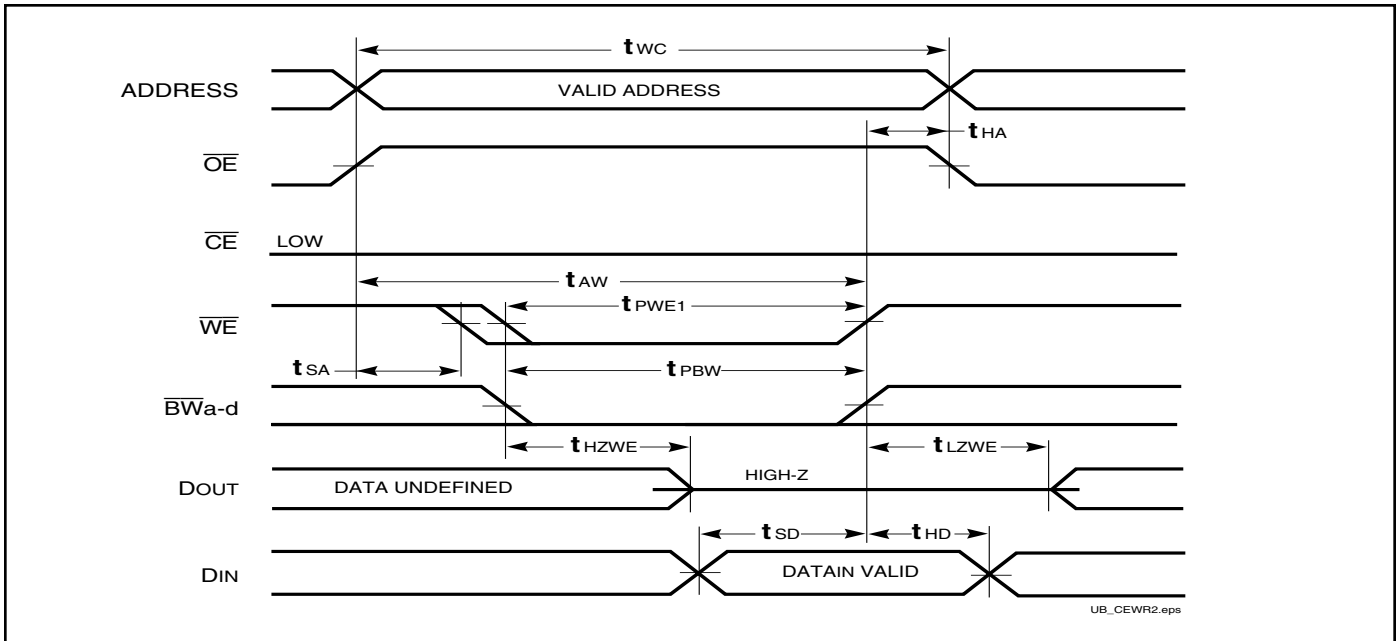 tWC
ADDRESS VALID ADDRESS
tHA
OE
CE LOW
tAW
tPWE1
WE
tSA tPBW
BWa-d
tHZWE tLZWE
DOUT DATA UNDEFINED HIGH-Z
tSD tHD
DIN DATAIN VALID
UB_CEWR2.eps